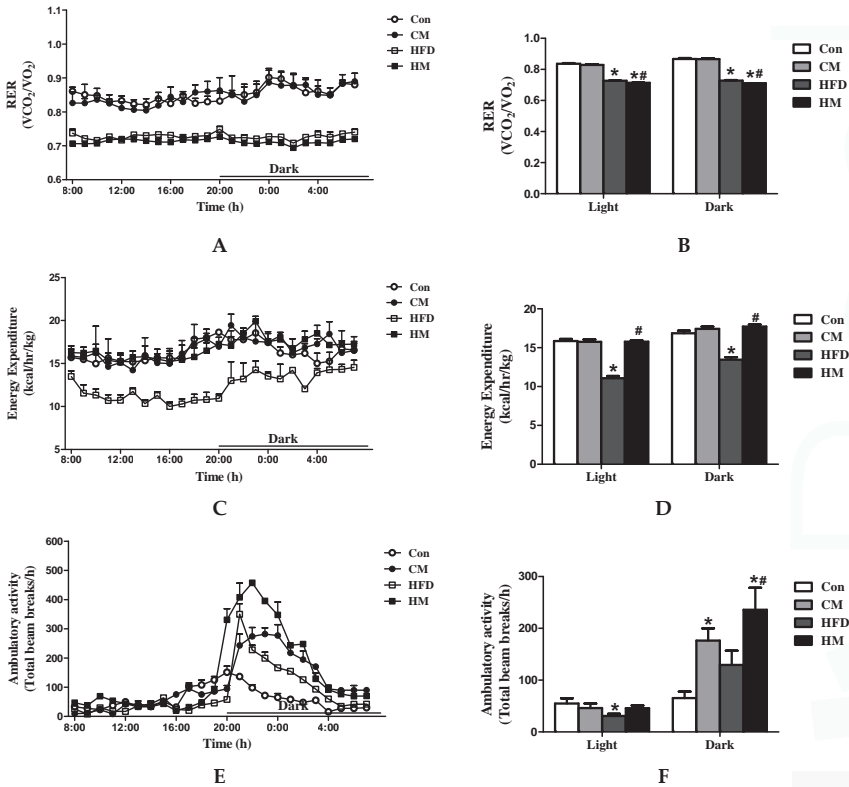 RER
(VCO2/VO2)
1.1
1.0
0.9
0.8
0.7
0.6
8:00 12:00 16:00 20:00 0:00 4:00
Dark
Time (h)
Con
CM
HFD
HM
A
RER
(VCO2/VO2)
1.0
0.8
0.6
0.4
0.2
0.0
* *# * *#
Light Dark
Con
CM
HFD
HM
B
Energy Expenditure
(kcal/hr/kg)
25
20
15
10
5
8:00 12:00 16:00 20:00 0:00 4:00
Dark
Time (h)
Con
CM
HFD
HM
C
Energy Expenditure
(kcal/hr/kg)
20
15
10
5
0
* # * #
Light Dark
Con
CM
HFD
HM
D
Ambulatory activity
(Total beam breaks/h)
600
500
400
300
200
100
0
8:00 12:00 16:00 20:00 0:00 4:00
Dark
Time (h)
Con
CM
HFD
HM
E
Ambulatory activity
(Total beam breaks/h)
300
200
100
0
* * *#
Light Dark
Con
CM
HFD
HM
F